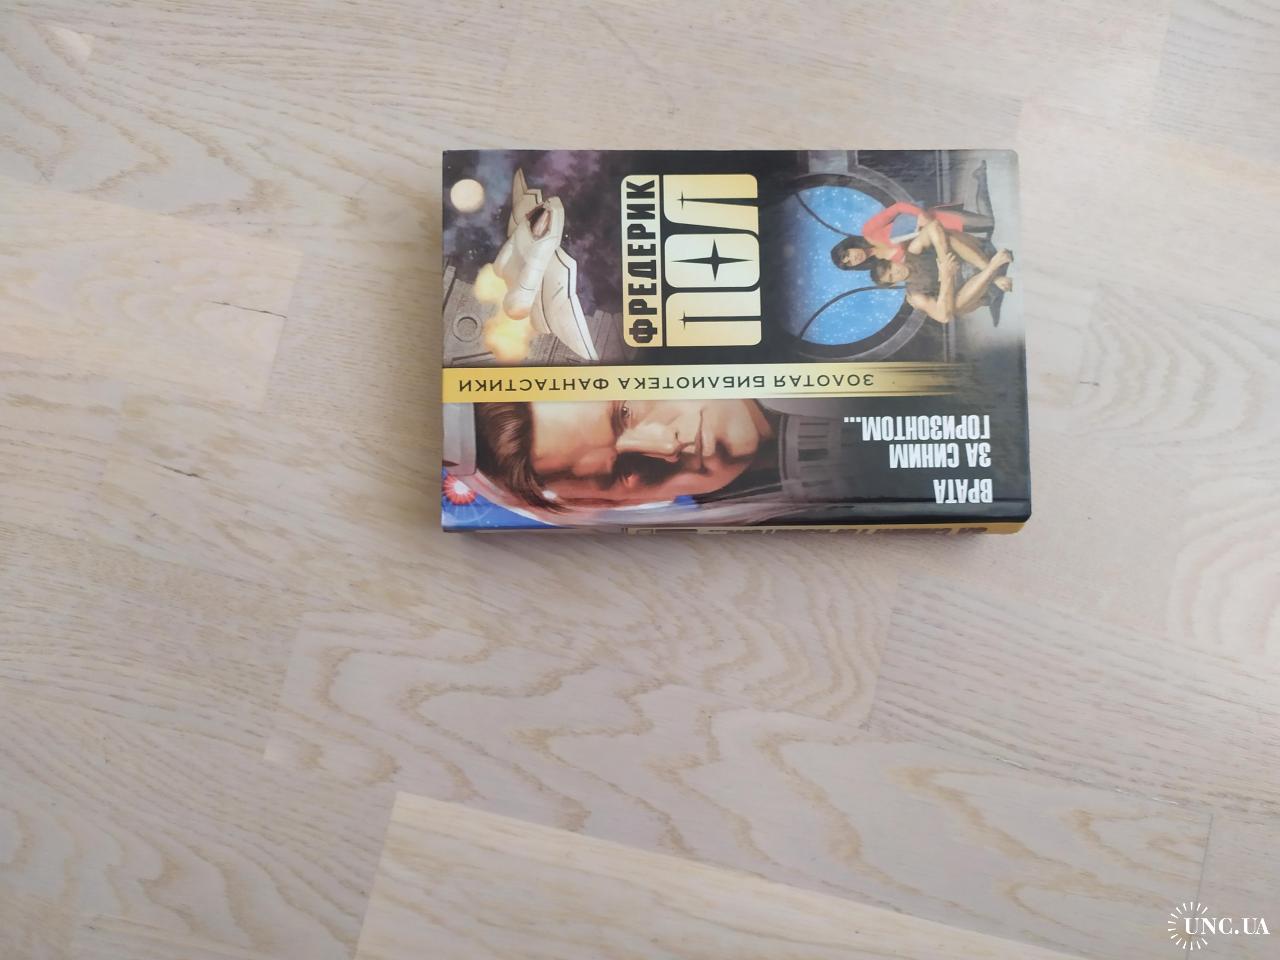 ФРЕДЕРИК
ПОЛ
ЗОЛОТАЯ БИБЛИОТЕКА ФАНТАСТИКИ
ВРАТА
ЗА СИНИМ
ГОРИЗОНТОМ...
UNC.UA